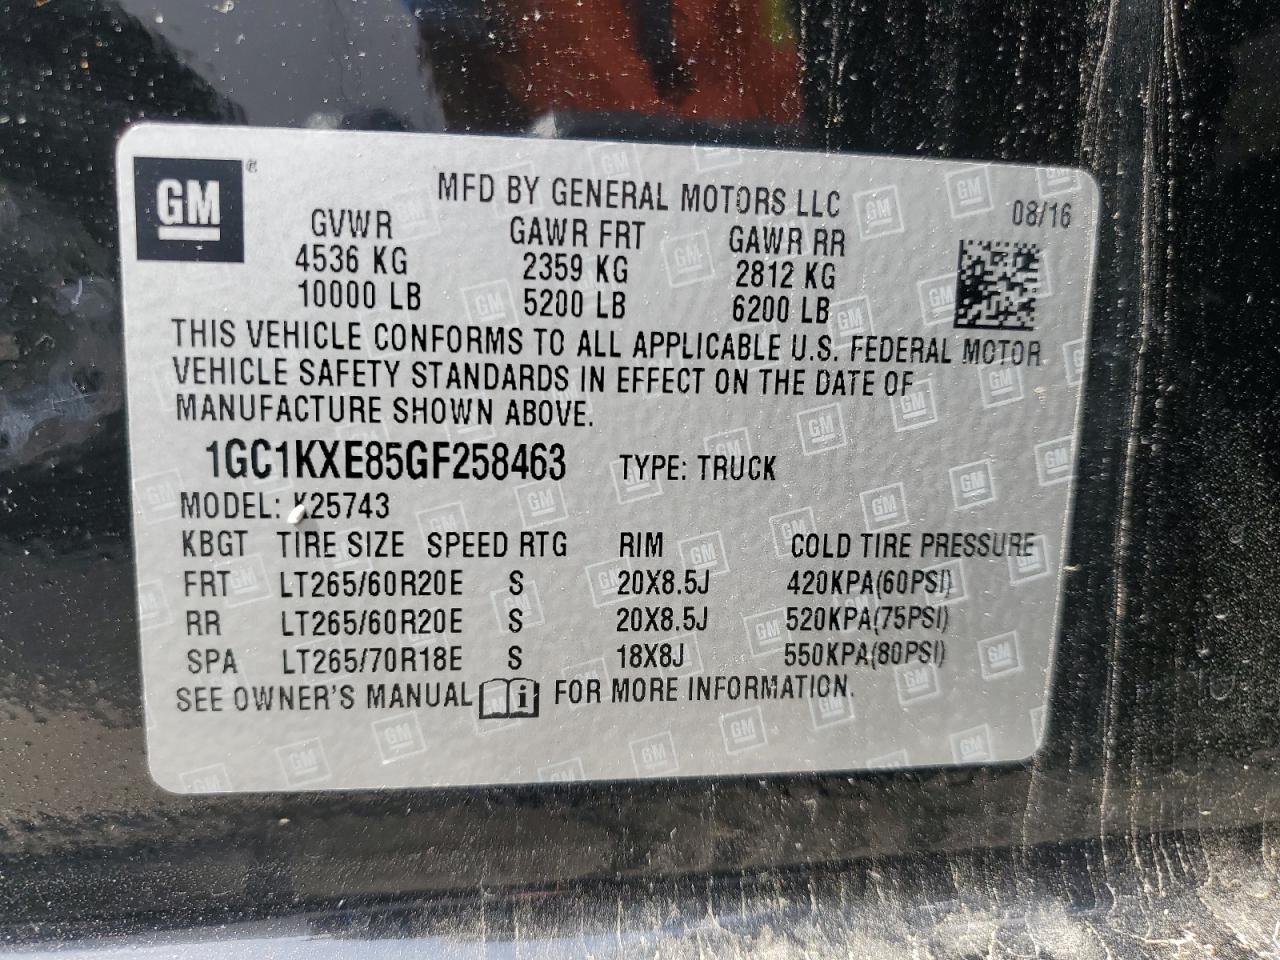 GM ®
MFD BY GENERAL MOTORS LLC
08/16
GVWR GAWR FRT GAWR RR
4536 KG 2359 KG 2812 KG
10000 LB 5200 LB 6200 LB
THIS VEHICLE CONFORMS TO ALL APPLICABLE U.S. FEDERAL MOTOR
VEHICLE SAFETY STANDARDS IN EFFECT ON THE DATE OF
MANUFACTURE SHOWN ABOVE.
1GC1KXE85GF258463 TYPE: TRUCK
MODEL: K25743
KBGT TIRE SIZE SPEED RTG RIM COLD TIRE PRESSURE
FRT LT265/60R20E S 20X8.5J 420KPA(60PSI)
RR LT265/60R20E S 20X8.5J 520KPA(75PSI)
SPA LT265/70R18E S 18X8J 550KPA(80PSI)
SEE OWNER'S MANUAL i FOR MORE INFORMATION.